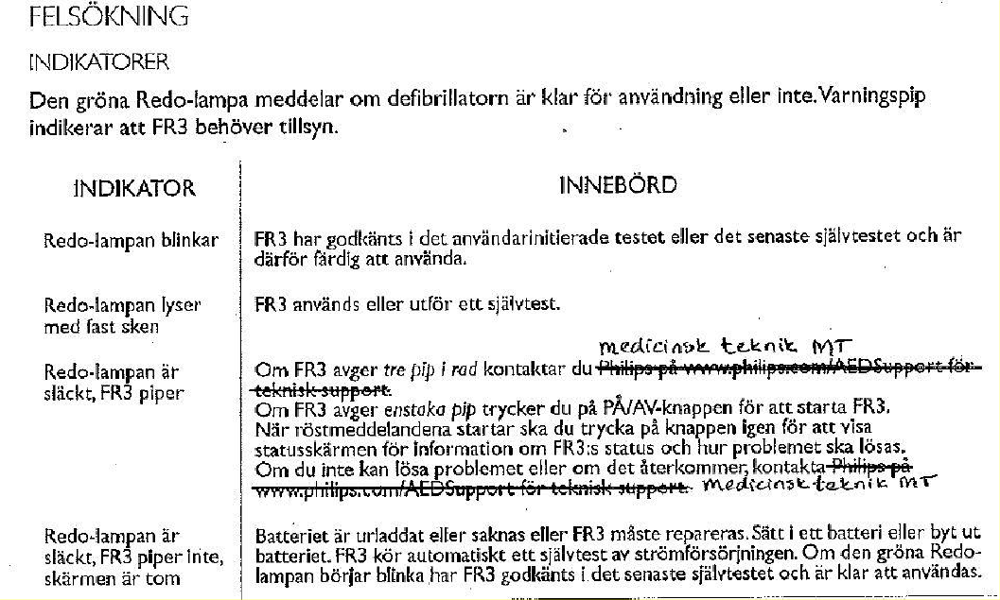 FELSÖKNING
INDIKATORER
Den gröna Redo-lampa meddelar om defibrillatorn är klar för användning eller inte. Varningspip
indikerar att FR3 behöver tillsyn.
INDIKATOR
INNEBÖRD
Redo-lampan blinkar
FR3 har godkänts i det användarinitierade testet eller det senaste självtestet och är
därför färdig att använda.
Redo-lampan lyser
med fast sken
FR3 används eller utför ett självtest.
Redo-lampan är
släckt, FR3 piper
medicinsk teknik MT
Om FR3 avger tre pip i rad kontaktar du Philips på www.philips.com/AEDSupport för
teknisk support.
Om FR3 avger enstaka pip trycker du på PÅ/AV-knappen för att starta FR3.
När röstmeddelandena startar ska du trycka på knappen igen för att visa
statusskärmen för information om FR3:s status och hur problemet ska lösas.
Om du inte kan lösa problemet eller om det återkommer, kontakta Philips på
www.philips.com/AEDSupport för teknisk support. medicinsk teknik MT
Redo-lampan är
släckt, FR3 piper inte,
skärmen är tom
Batteriet är urladdat eller saknas eller FR3 måste repareras. Sätt i ett batteri eller byt ut
batteriet. FR3 kör automatiskt ett självtest av strömförsörjningen. Om den gröna Redo-
lampan börjar blinka har FR3 godkänts i det senaste självtestet och är klar att användas.